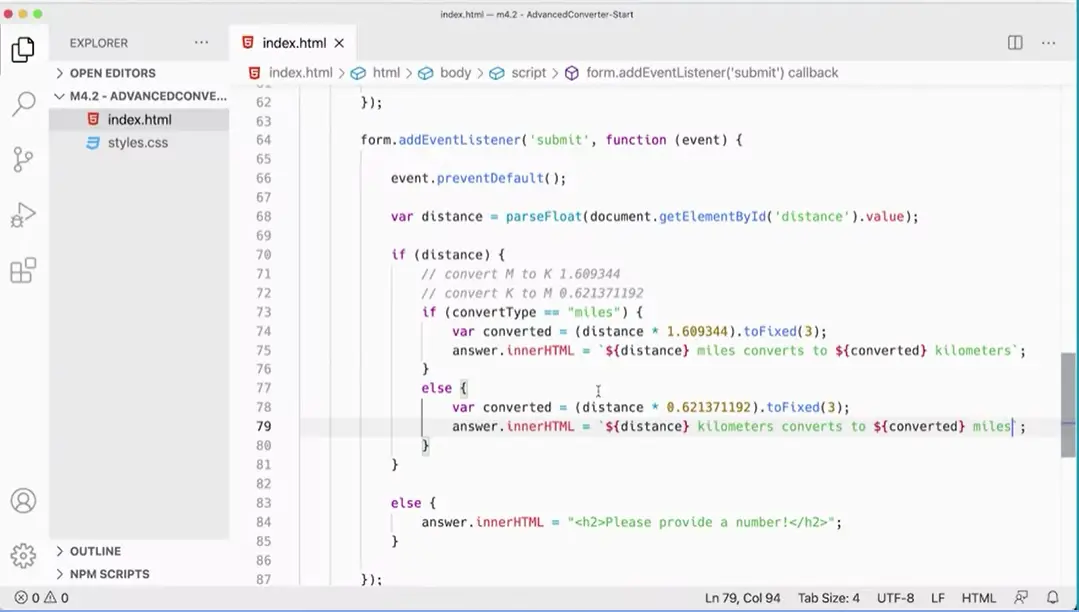 index.html — m4.2 - AdvancedConverter-Start
EXPLORER ···
index.html ×
···
OPEN EDITORS
M4.2 - ADVANCEDCONVE...
index.html
styles.css
index.html > html > body > script > form.addEventListener('submit') callback
61
62 });
63
64 form.addEventListener('submit', function (event) {
65
66 event.preventDefault();
67
68 var distance = parseFloat(document.getElementById('distance').value);
69
70 if (distance) {
71 // convert M to K 1.609344
72 // convert K to M 0.621371192
73 if (convertType == "miles") {
74 var converted = (distance * 1.609344).toFixed(3);
75 answer.innerHTML = `${distance} miles converts to ${converted} kilometers`;
76 }
77 else {
78 var converted = (distance * 0.621371192).toFixed(3);
79 answer.innerHTML = `${distance} kilometers converts to ${converted} miles`;
80 }
81 }
82
83 else {
84 answer.innerHTML = "<h2>Please provide a number!</h2>";
85 }
86
87 });
OUTLINE
NPM SCRIPTS
0 0
Ln 79, Col 94 Tab Size: 4 UTF-8 LF HTML